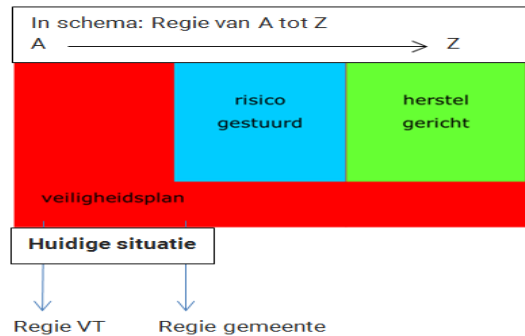 In schema: Regie van A tot Z
A Z
risico
gestuurd
herstel
gericht
veiligheidsplan
Huidige situatie
Regie VT
Regie gemeente